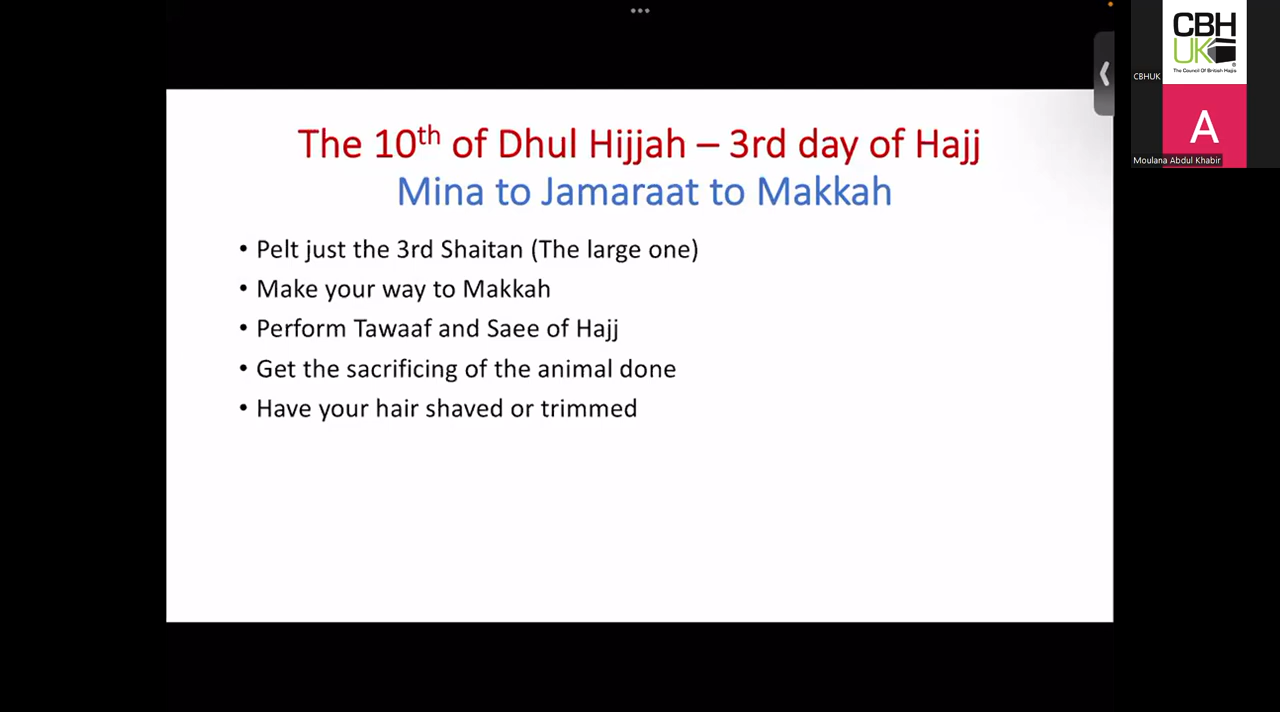 The 10th of Dhul Hijjah – 3rd day of Hajj
Mina to Jamaraat to Makkah
• Pelt just the 3rd Shaitan (The large one)
• Make your way to Makkah
• Perform Tawaaf and Saee of Hajj
• Get the sacrificing of the animal done
• Have your hair shaved or trimmed
CBH
UK
The Council Of British Hajjis
CBHUK
A
Moulana Abdul Khabir